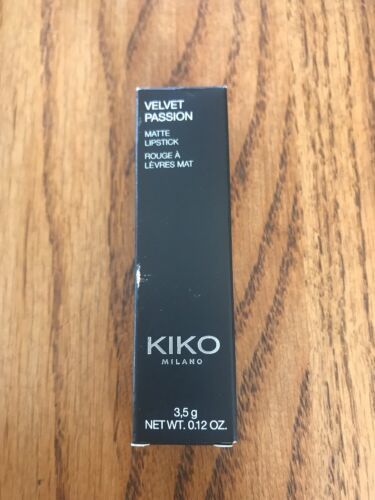 VELVET
PASSION
MATTE
LIPSTICK
ROUGE À
LÈVRES MAT
KIKO
MILANO
3,5 g
NET WT. 0.12 OZ.